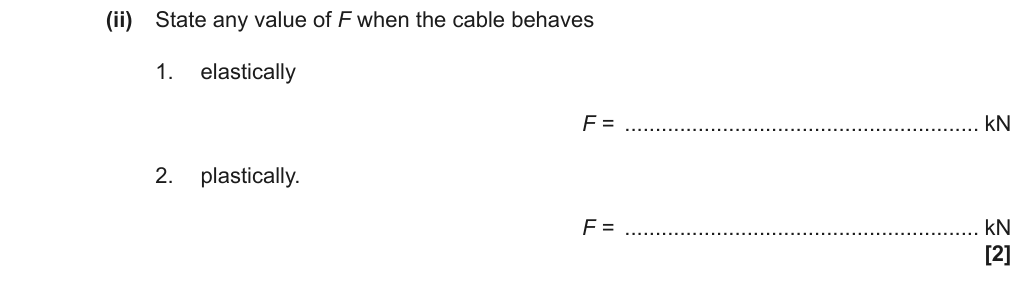 (ii) State any value of F when the cable behaves
1. elastically
F = .......................................................... kN
2. plastically.
F = .......................................................... kN
[2]